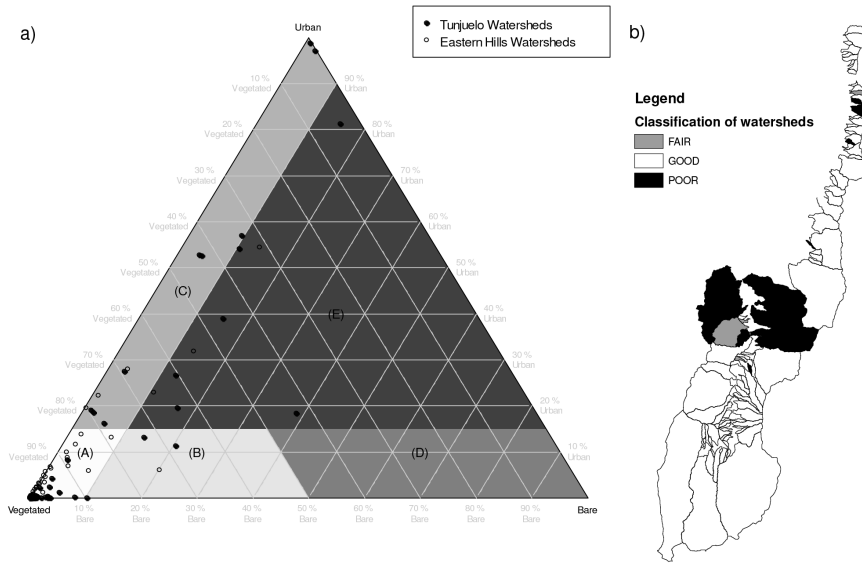 a)
Tunjuelo Watersheds
Eastern Hills Watersheds
b)
Urban
10 %
Vegetated
90 %
Urban
20 %
Vegetated
80 %
Urban
30 %
Vegetated
70 %
Urban
40 %
Vegetated
60 %
Urban
50 %
Vegetated
50 %
Urban
(C)
60 %
Vegetated
(E)
40 %
Urban
70 %
Vegetated
30 %
Urban
80 %
Vegetated
20 %
Urban
90 %
Vegetated
(A)
(B)
(D)
10 %
Urban
Vegetated
Bare
10 %
Bare
20 %
Bare
30 %
Bare
40 %
Bare
50 %
Bare
60 %
Bare
70 %
Bare
80 %
Bare
90 %
Bare
Legend
Classification of watersheds
FAIR
GOOD
POOR